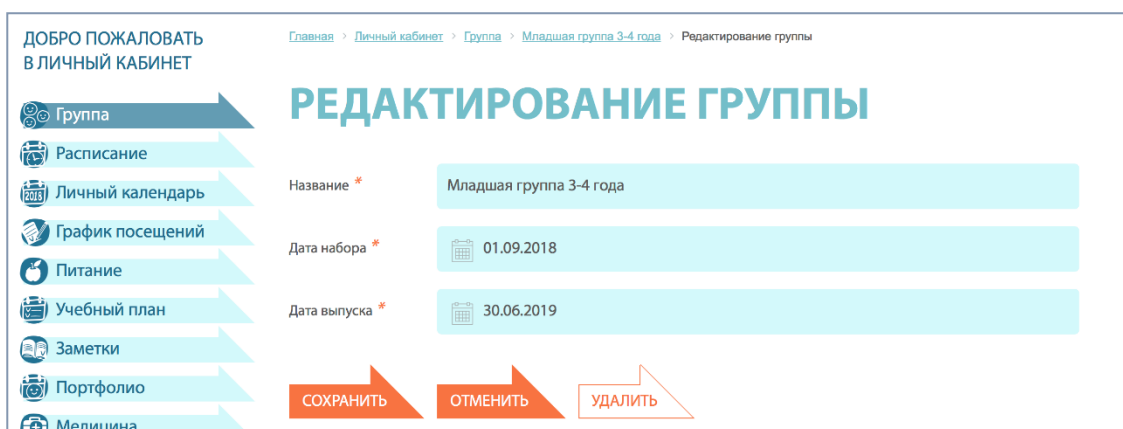 ДОБРО ПОЖАЛОВАТЬ
В ЛИЧНЫЙ КАБИНЕТ
Группа
Расписание
2018
Личный календарь
График посещений
Питание
Учебный план
Заметки
Портфолио
Медицина
Главная > Личный кабинет > Группа > Младшая группа 3-4 года > Редактирование группы
РЕДАКТИРОВАНИЕ ГРУППЫ
Название * Младшая группа 3-4 года
Дата набора * 01.09.2018
Дата выпуска * 30.06.2019
СОХРАНИТЬ ОТМЕНИТЬ УДАЛИТЬ